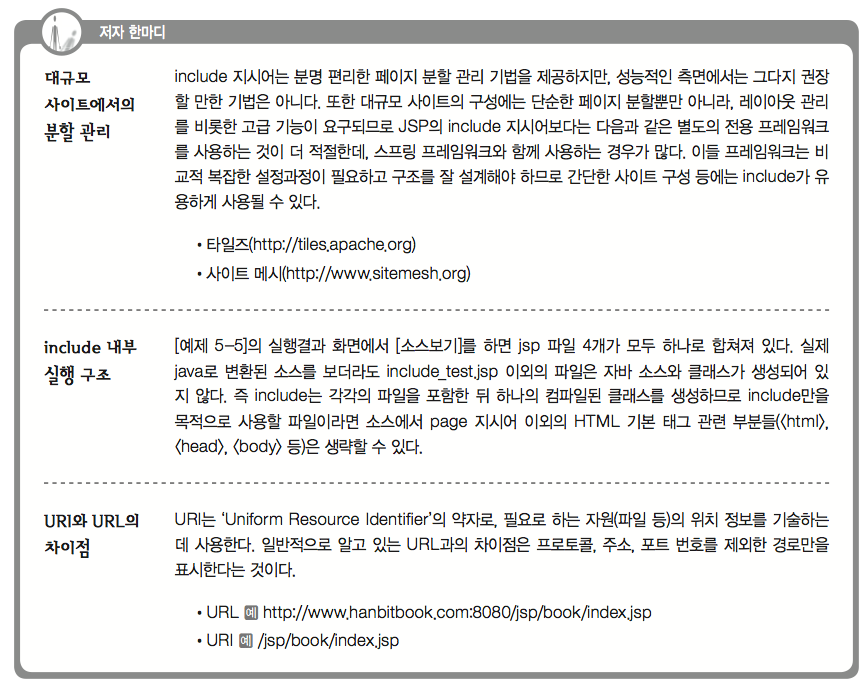 저자 한마디
대규모
사이트에서의
분할 관리
include 지시어는 분명 편리한 페이지 분할 관리 기법을 제공하지만, 성능적인 측면에서는 그다지 권장
할 만한 기법은 아니다. 또한 대규모 사이트의 구성에는 단순한 페이지 분할뿐만 아니라, 레이아웃 관리
를 비롯한 고급 기능이 요구되므로 JSP의 include 지시어보다는 다음과 같은 별도의 전용 프레임워크
를 사용하는 것이 더 적절한데, 스프링 프레임워크와 함께 사용하는 경우가 많다. 이들 프레임워크는 비
교적 복잡한 설정과정이 필요하고 구조를 잘 설계해야 하므로 간단한 사이트 구성 등에는 include가 유
용하게 사용될 수 있다.
• 타일즈(http://tiles.apache.org)
• 사이트 메시(http://www.sitemesh.org)
include 내부
실행 구조
[예제 5-5]의 실행결과 화면에서 [소스보기]를 하면 jsp 파일 4개가 모두 하나로 합쳐져 있다. 실제
java로 변환된 소스를 보더라도 include_test.jsp 이외의 파일은 자바 소스와 클래스가 생성되어 있
지 않다. 즉 include는 각각의 파일을 포함한 뒤 하나의 컴파일된 클래스를 생성하므로 include만을
목적으로 사용할 파일이라면 소스에서 page 지시어 이외의 HTML 기본 태그 관련 부분들(〈html〉,
〈head〉, 〈body〉 등)은 생략할 수 있다.
URI와 URL의
차이점
URI는 ‘Uniform Resource Identifier’의 약자로, 필요로 하는 자원(파일 등)의 위치 정보를 기술하는
데 사용한다. 일반적으로 알고 있는 URL과의 차이점은 프로토콜, 주소, 포트 번호를 제외한 경로만을
표시한다는 것이다.
• URL 예 http://www.hanbitbook.com:8080/jsp/book/index.jsp
• URI 예 /jsp/book/index.jsp